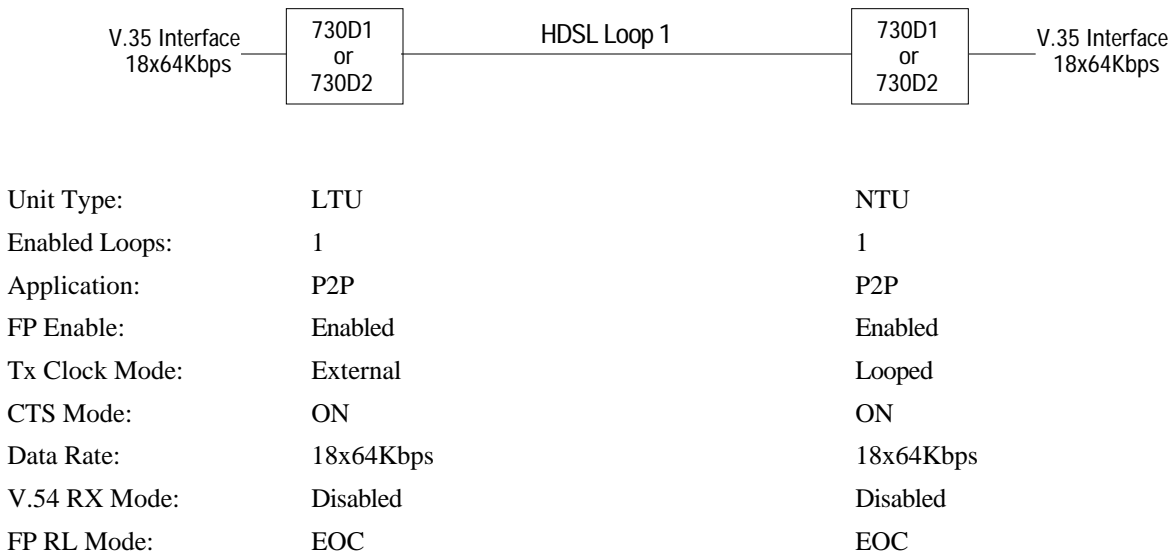 V.35 Interface
18x64Kbps
730D1
or
730D2
HDSL Loop 1
730D1
or
730D2
V.35 Interface
18x64Kbps
Unit Type: LTU NTU
Enabled Loops: 1 1
Application: P2P P2P
FP Enable: Enabled Enabled
Tx Clock Mode: External Looped
CTS Mode: ON ON
Data Rate: 18x64Kbps 18x64Kbps
V.54 RX Mode: Disabled Disabled
FP RL Mode: EOC EOC